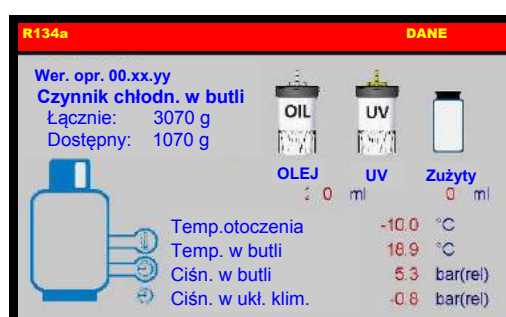 R134a DANE
Wer. opr. 00.xx.yy
Czynnik chłodn. w butli
Łącznie: 3070 g
Dostępny: 1070 g
OIL UV
OLEJ UV Zużyty
0 ml 0 ml
Temp.otoczenia -10.0 °C
Temp. w butli 18.9 °C
Ciśn. w butli 5.3 bar(rel)
Ciśn. w ukł. klim. -0.8 bar(rel)